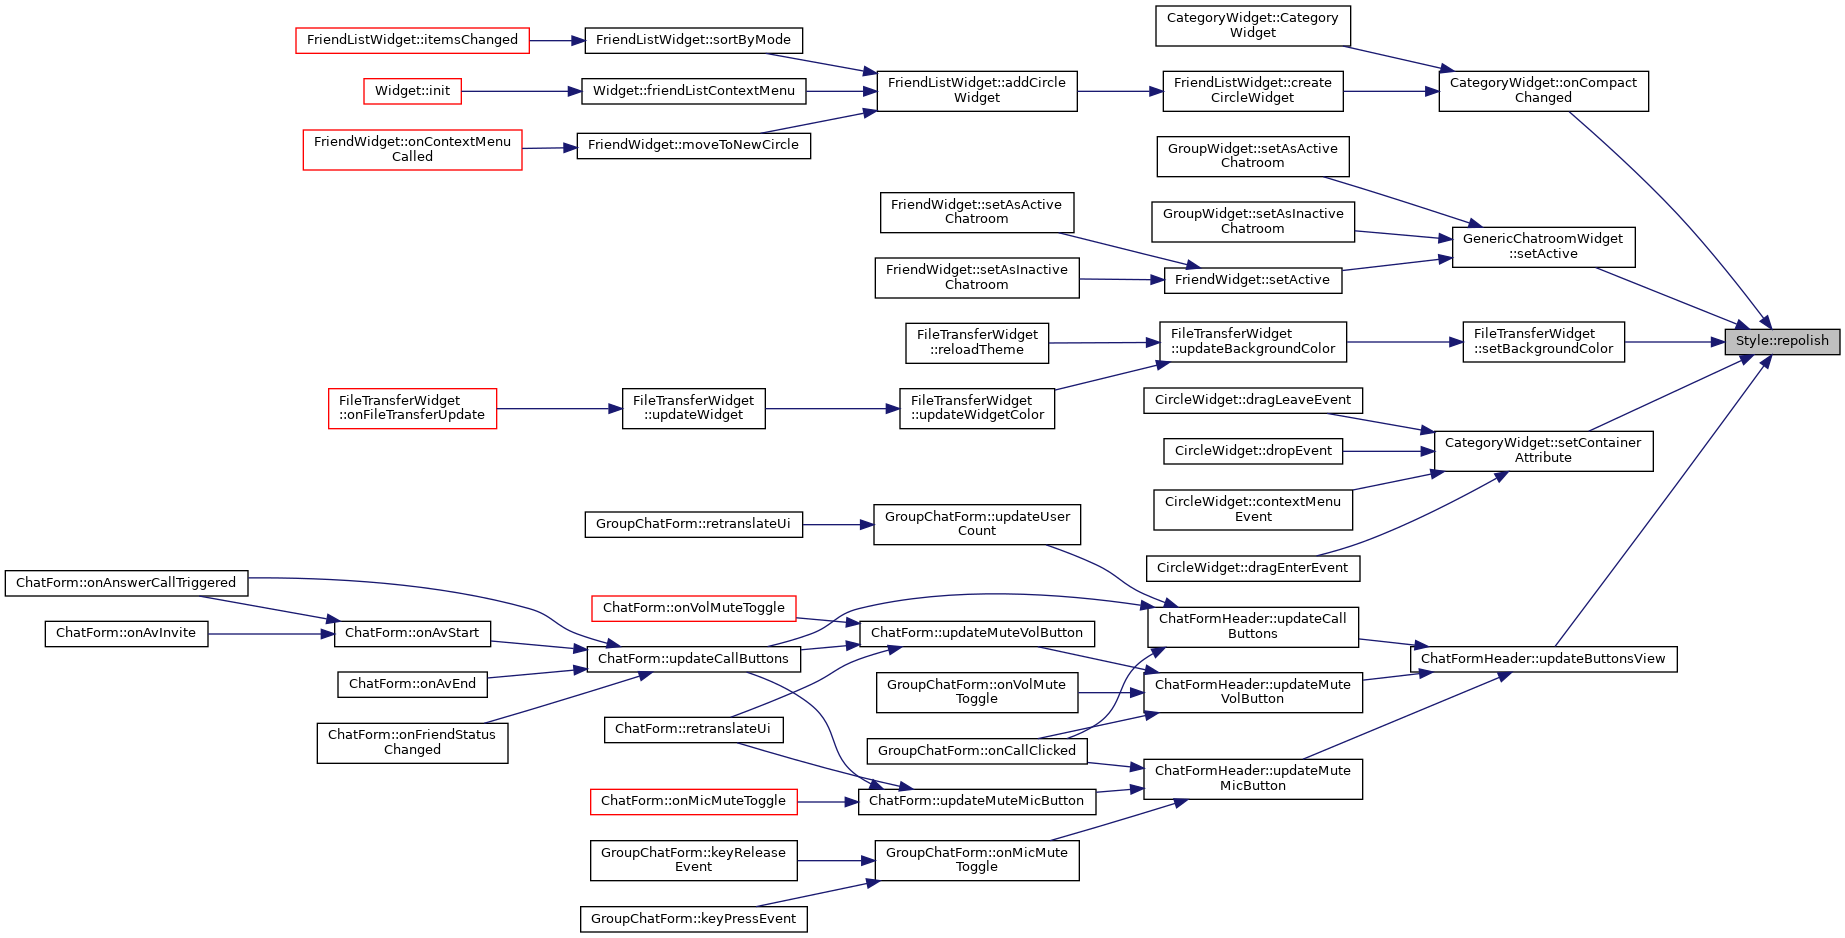 CategoryWidget::Category
Widget
FriendListWidget::itemsChanged
FriendListWidget::sortByMode
Widget::init
Widget::friendListContextMenu
FriendListWidget::addCircle
Widget
FriendListWidget::create
CircleWidget
CategoryWidget::onCompact
Changed
FriendWidget::onContextMenu
Called
FriendWidget::moveToNewCircle
GroupWidget::setAsActive
Chatroom
FriendWidget::setAsActive
Chatroom
GroupWidget::setAsInactive
Chatroom
GenericChatroomWidget
::setActive
FriendWidget::setAsInactive
Chatroom
FriendWidget::setActive
FileTransferWidget
::reloadTheme
FileTransferWidget
::updateBackgroundColor
FileTransferWidget
::setBackgroundColor
Style::repolish
FileTransferWidget
::onFileTransferUpdate
FileTransferWidget
::updateWidget
FileTransferWidget
::updateWidgetColor
CircleWidget::dragLeaveEvent
CircleWidget::dropEvent
CategoryWidget::setContainer
Attribute
CircleWidget::contextMenu
Event
GroupChatForm::retranslateUi
GroupChatForm::updateUser
Count
CircleWidget::dragEnterEvent
ChatForm::onAnswerCallTriggered
ChatForm::onVolMuteToggle
ChatFormHeader::updateCall
Buttons
ChatForm::onAvInvite
ChatForm::onAvStart
ChatForm::updateMuteVolButton
ChatForm::updateCallButtons
ChatFormHeader::updateButtonsView
ChatForm::onAvEnd
GroupChatForm::onVolMute
Toggle
ChatFormHeader::updateMute
VolButton
ChatForm::onFriendStatus
Changed
ChatForm::retranslateUi
GroupChatForm::onCallClicked
ChatFormHeader::updateMute
MicButton
ChatForm::onMicMuteToggle
ChatForm::updateMuteMicButton
GroupChatForm::keyRelease
Event
GroupChatForm::onMicMute
Toggle
GroupChatForm::keyPressEvent